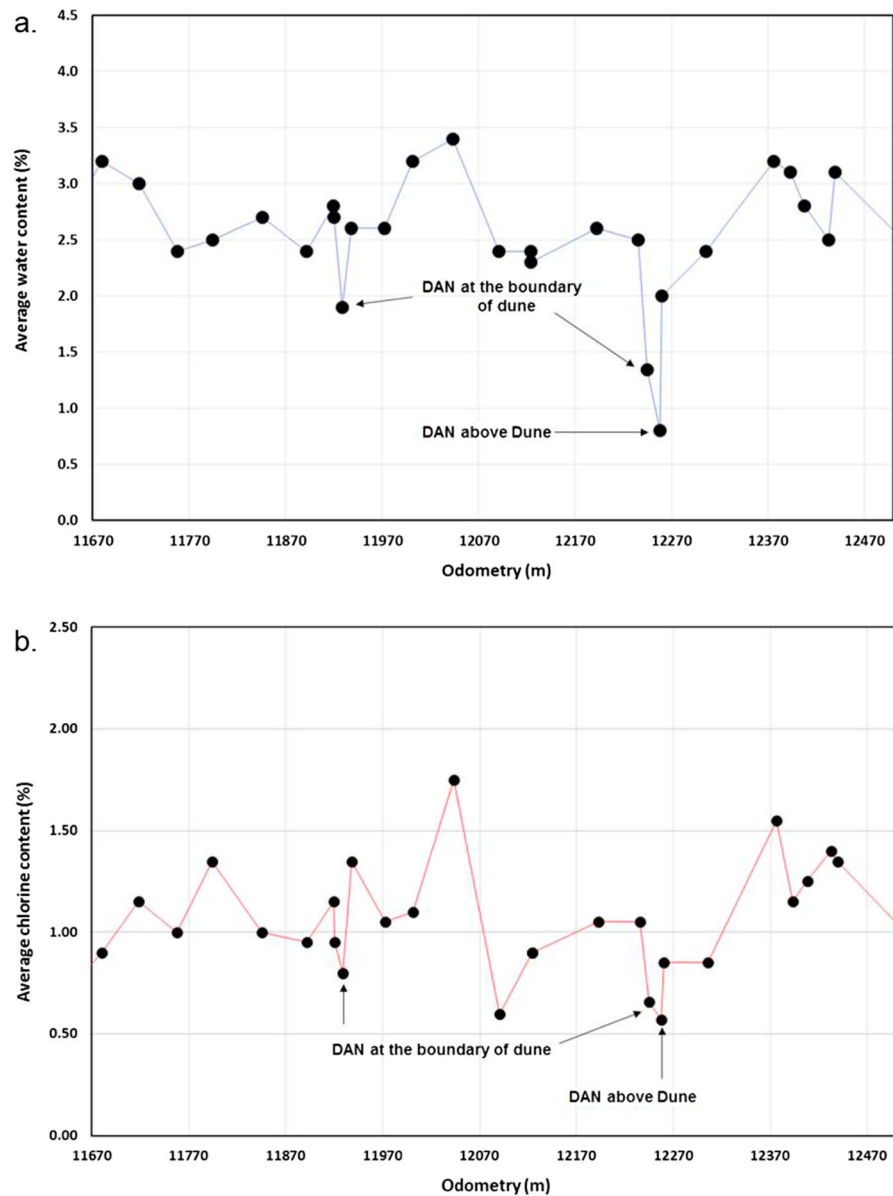 a.
4.5
4.0
3.5
3.0
2.5
2.0
1.5
1.0
0.5
0.0
Average water content (%)
DAN at the boundary
of dune
DAN above Dune
11670 11770 11870 11970 12070 12170 12270 12370 12470
Odometry (m)
b.
2.50
2.00
1.50
1.00
0.50
0.00
Average chlorine content (%)
DAN at the boundary of dune
DAN above Dune
11670 11770 11870 11970 12070 12170 12270 12370 12470
Odometry (m)